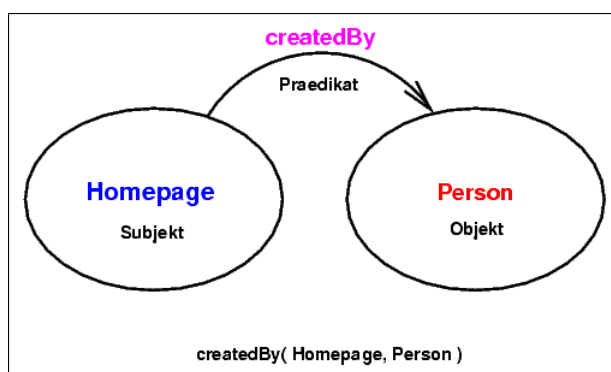 createdBy
Praedikat
Homepage
Subjekt
Person
Objekt
createdBy( Homepage, Person )